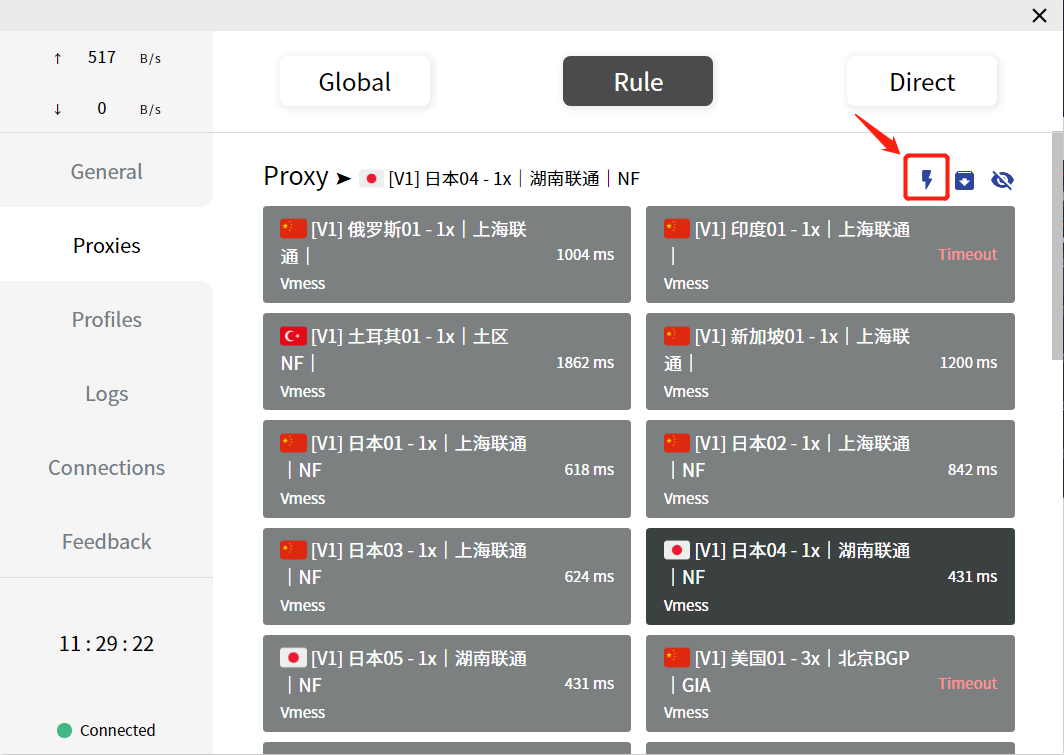 ↑ 517 B/s
↓ 0 B/s
General
Proxies
Profiles
Logs
Connections
Feedback
11 : 29 : 22
Connected
Global
Rule
Direct
Proxy ➤ [V1] 日本04 - 1x｜湖南联通｜NF
[V1] 俄罗斯01 - 1x｜上海联
通｜
1004 ms
Vmess
[V1] 印度01 - 1x｜上海联通
｜
Timeout
Vmess
[V1] 土耳其01 - 1x｜土区
NF｜
1862 ms
Vmess
[V1] 新加坡01 - 1x｜上海联
通｜
1200 ms
Vmess
[V1] 日本01 - 1x｜上海联通
｜NF
618 ms
Vmess
[V1] 日本02 - 1x｜上海联通
｜NF
842 ms
Vmess
[V1] 日本03 - 1x｜上海联通
｜NF
624 ms
Vmess
[V1] 日本04 - 1x｜湖南联通
｜NF
431 ms
Vmess
[V1] 日本05 - 1x｜湖南联通
｜NF
431 ms
Vmess
[V1] 美国01 - 3x｜北京BGP
｜GIA
Timeout
Vmess